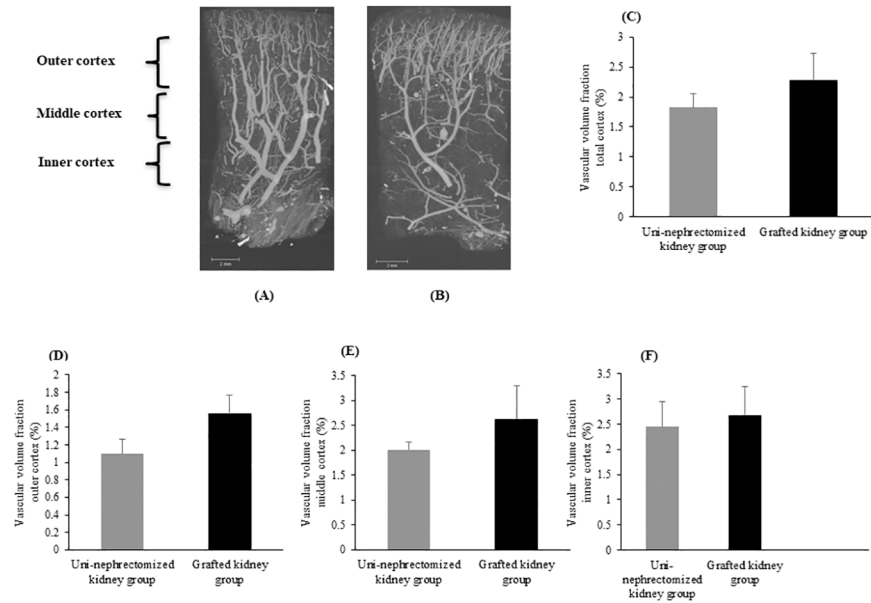 Outer cortex
Middle cortex
Inner cortex
2 mm
2 mm
(A)
(B)
(C)
Vascular volume fraction
total cortex (%)
3
2.5
2
1.5
1
0.5
0
Uni-nephrectomized
kidney group
Grafted kidney group
(D)
Vascular volume fraction
outer cortex (%)
2
1.8
1.6
1.4
1.2
1
0.8
0.6
0.4
0.2
0
Uni-nephrectomized
kidney group
Grafted kidney group
(E)
Vascular volume fraction
middle cortex (%)
3.5
3
2.5
2
1.5
1
0.5
0
Uni-nephrectomized
kidney group
Grafted kidney group
(F)
Vascular volume fraction
inner cortex (%)
3.5
3
2.5
2
1.5
1
0.5
0
Uni-
nephrectomized
kidney group
Grafted kidney
group